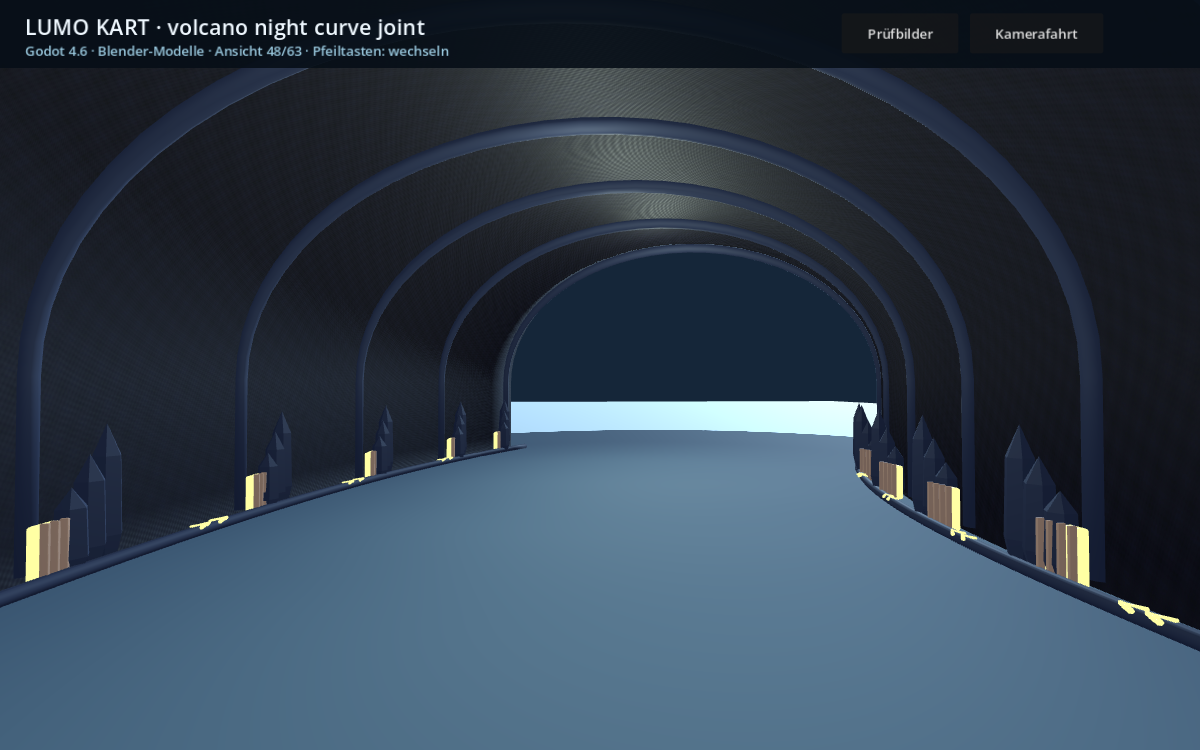 LUMO KART · volcano night curve joint
Godot 4.6 · Blender-Modelle · Ansicht 48/63 · Pfeiltasten: wechseln
Prüfbilder
Kamerafahrt